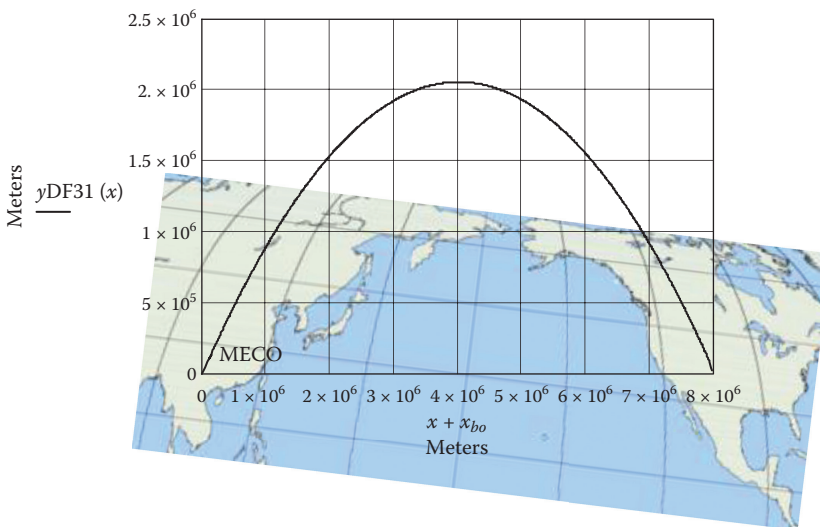 2.5 × 10⁶
2. × 10⁶
1.5 × 10⁶
1 × 10⁶
5 × 10⁵
0
Meters
yDF31 (x)
MECO
0 1 × 10⁶ 2 × 10⁶ 3 × 10⁶ 4 × 10⁶ 5 × 10⁶ 6 × 10⁶ 7 × 10⁶ 8 × 10⁶
x + x_bo
Meters